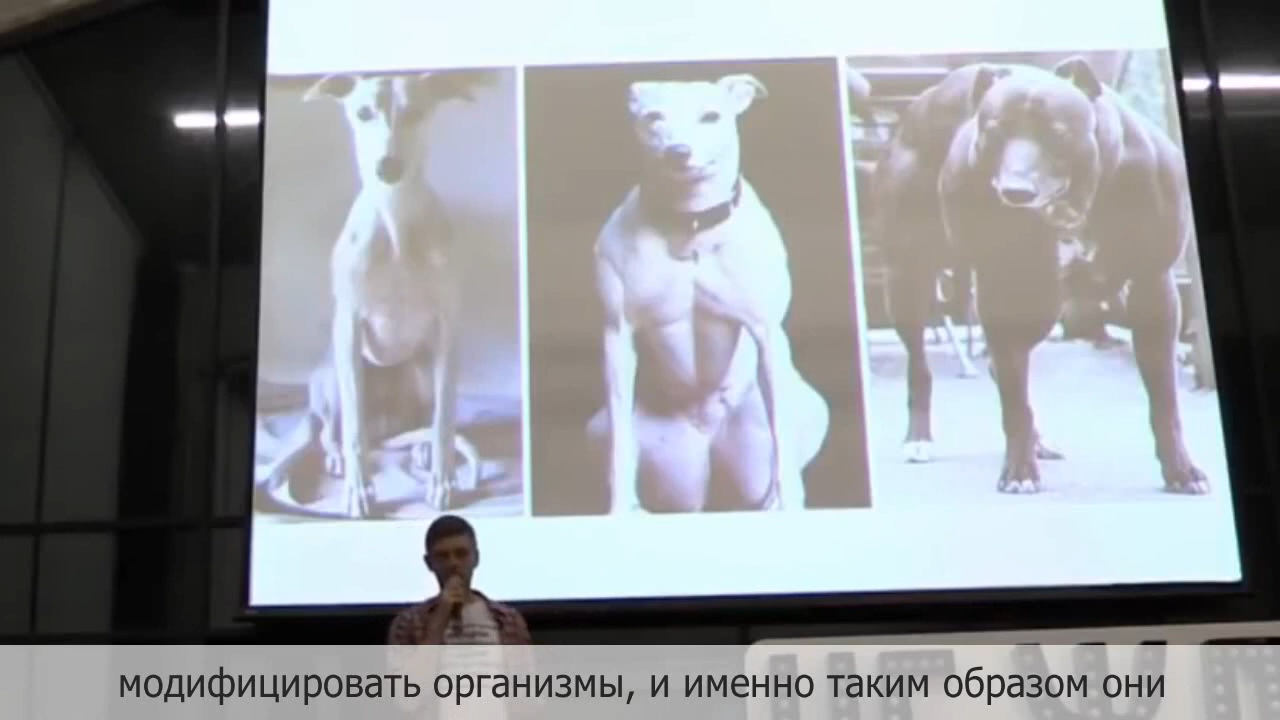 модифицировать организмы, и именно таким образом они